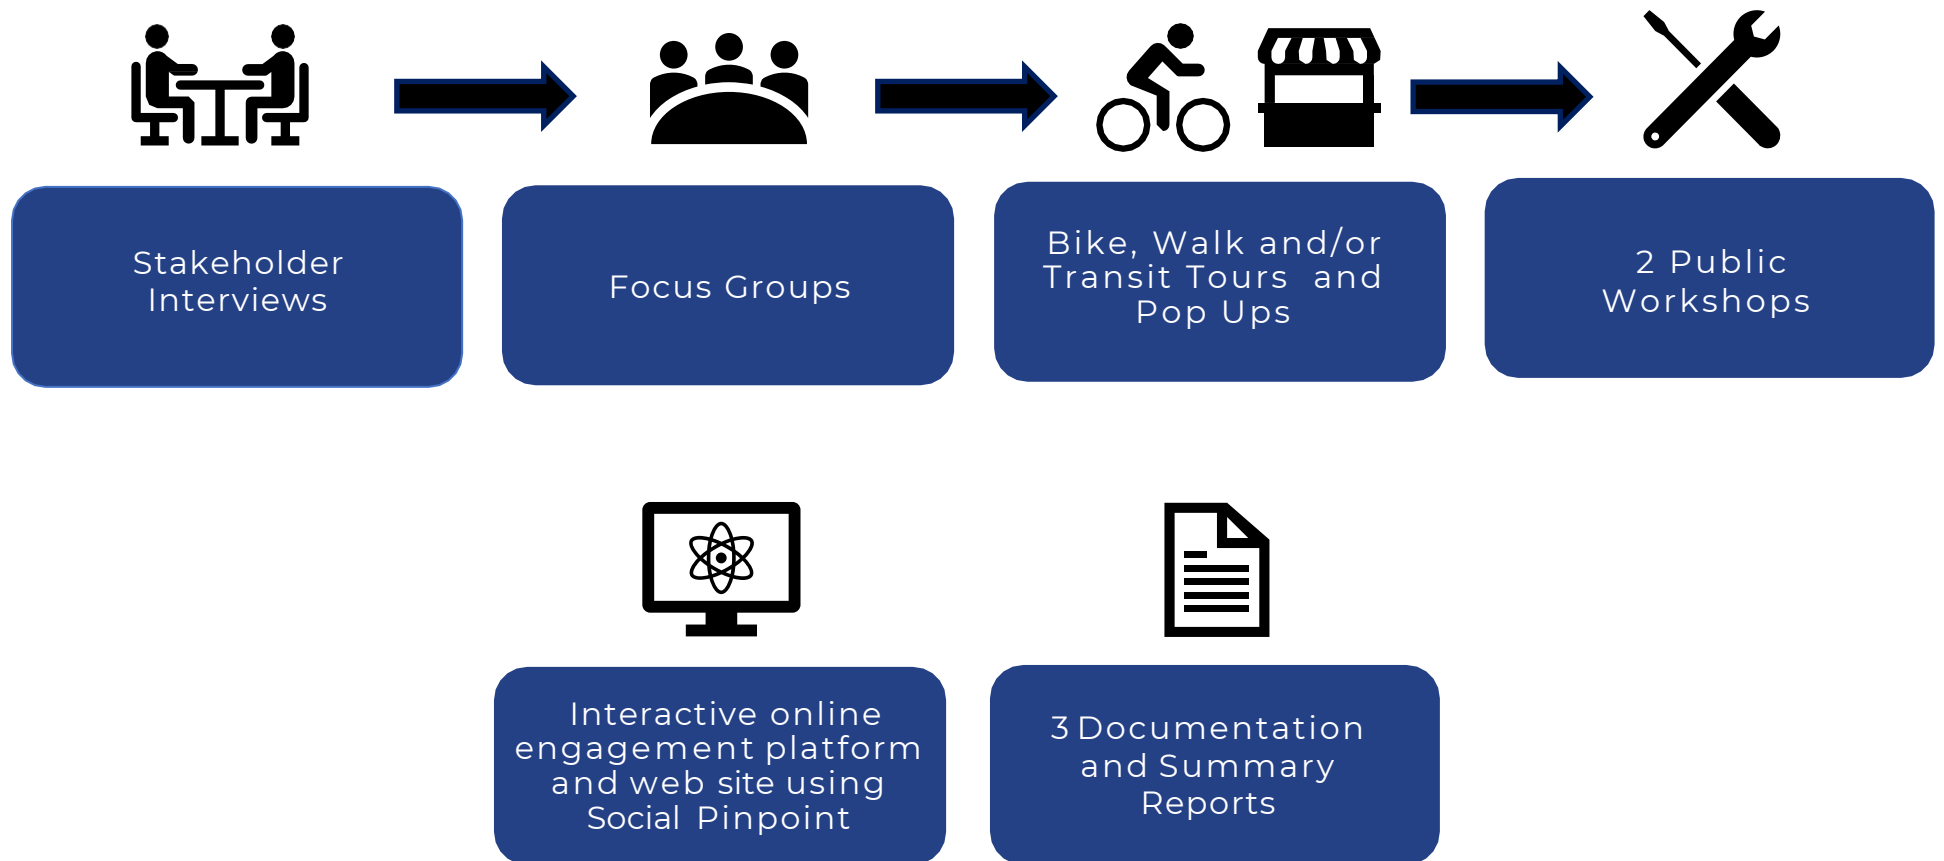 Stakeholder
Interviews
Focus Groups
Bike, Walk and/or
Transit Tours and
Pop Ups
2 Public
Workshops
Interactive online
engagement platform
and web site using
Social Pinpoint
3 Documentation
and Summary
Reports